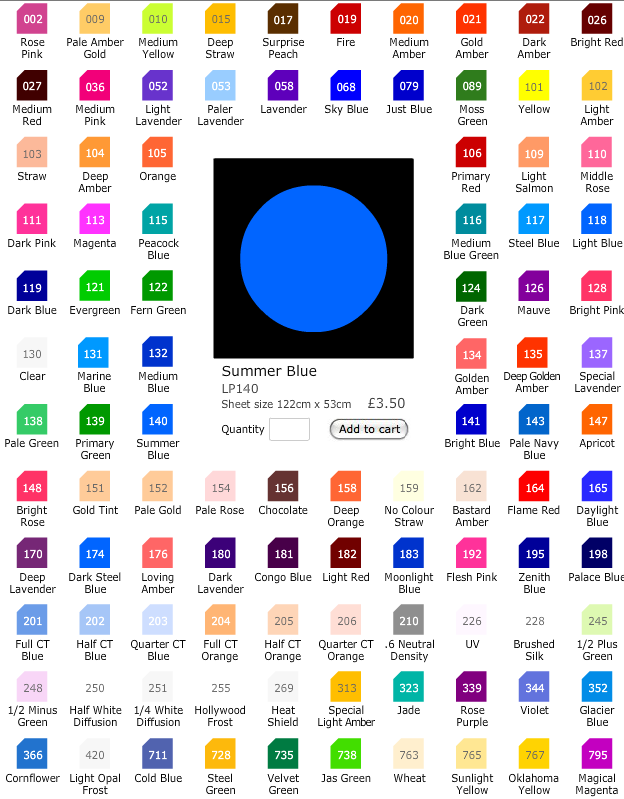 002 009 010 015 017 019 020 021 022 026
Rose Pale Amber Medium Deep Surprise Fire Medium Gold Dark Bright Red
Pink Gold Yellow Straw Peach Amber Amber Amber
027 036 052 053 058 068 079 089 101 102
Medium Medium Light Paler Lavender Sky Blue Just Blue Moss Yellow Light
Red Pink Lavender Lavender Green Amber
103 104 105 106 109 110
Straw Deep Orange Primary Light Middle
Amber Red Salmon Rose
111 113 115 116 117 118
Dark Pink Magenta Peacock Medium Steel Blue Light Blue
Blue Blue Green
119 121 122 124 126 128
Dark Blue Evergreen Fern Green Dark Mauve Bright Pink
Green
130 131 132 134 135 137
Clear Marine Medium Golden Deep Golden Special
Blue Blue Amber Amber Lavender
Summer Blue
LP140
Sheet size 122cm x 53cm £3.50
Quantity Add to cart
138 139 140 141 143 147
Pale Green Primary Summer Bright Blue Pale Navy Apricot
Green Blue Blue
148 151 152 154 156 158 159 162 164 165
Bright Gold Tint Pale Gold Pale Rose Chocolate Deep No Colour Bastard Flame Red Daylight
Rose Orange Straw Amber Blue
170 174 176 180 181 182 183 192 195 198
Deep Dark Steel Loving Dark Congo Blue Light Red Moonlight Flesh Pink Zenith Palace Blue
Lavender Blue Amber Lavender Blue Blue
201 202 203 204 205 206 210 226 228 245
Full CT Half CT Quarter CT Full CT Half CT Quarter CT .6 Neutral UV Brushed 1/2 Plus
Blue Blue Blue Orange Orange Orange Density Silk Green
248 250 251 255 269 313 323 339 344 352
1/2 Minus Half White 1/4 White Hollywood Heat Special Jade Rose Violet Glacier
Green Diffusion Diffusion Frost Shield Light Amber Purple Blue
366 420 711 728 735 738 763 765 767 795
Cornflower Light Opal Cold Blue Steel Velvet Jas Green Wheat Sunlight Oklahoma Magical
Frost Green Green Yellow Yellow Magenta